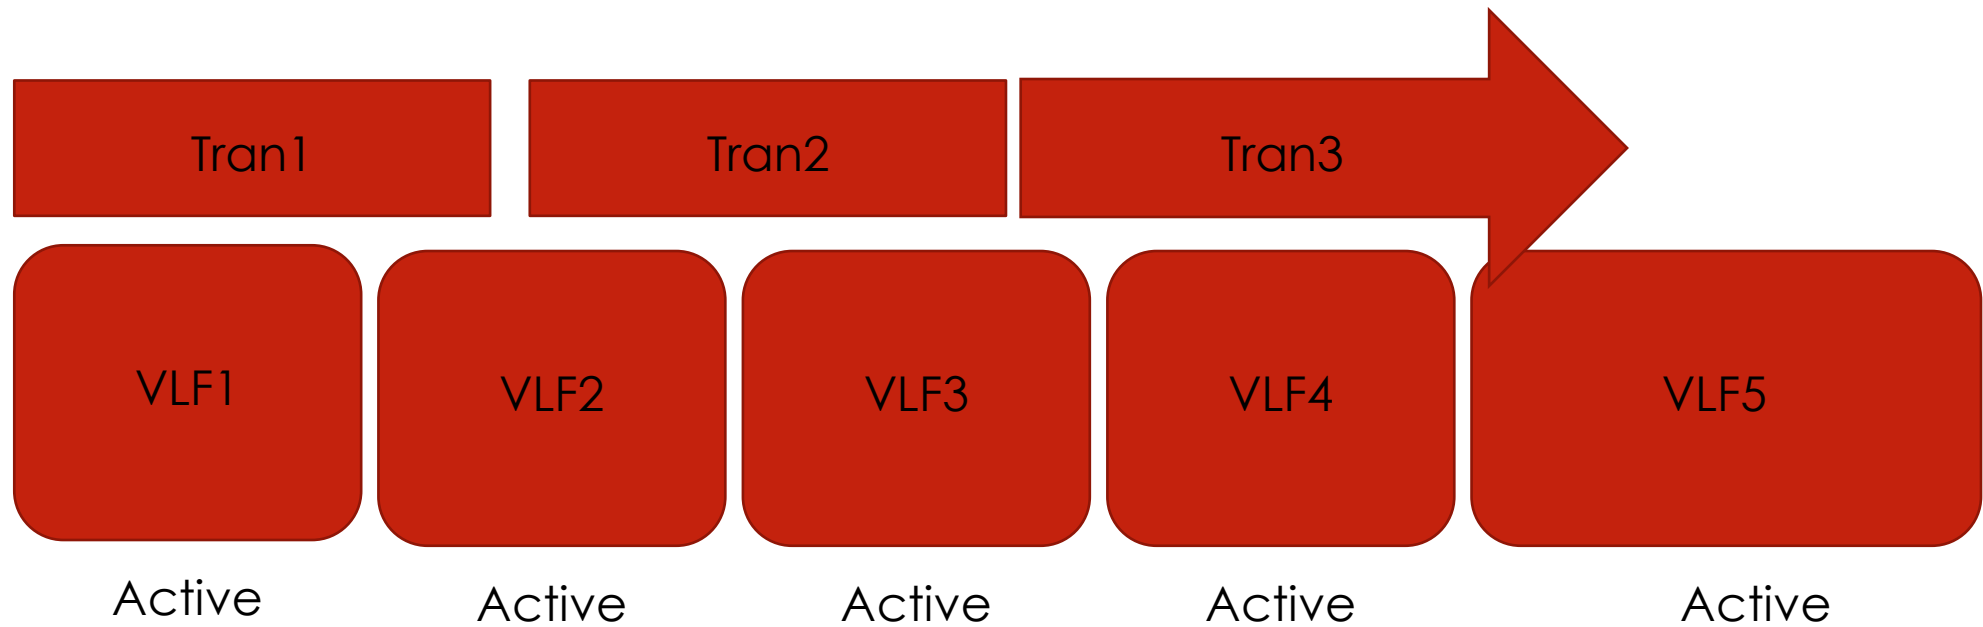 Tran1 Tran2 Tran3
VLF1 VLF2 VLF3 VLF4 VLF5
Active Active Active Active Active